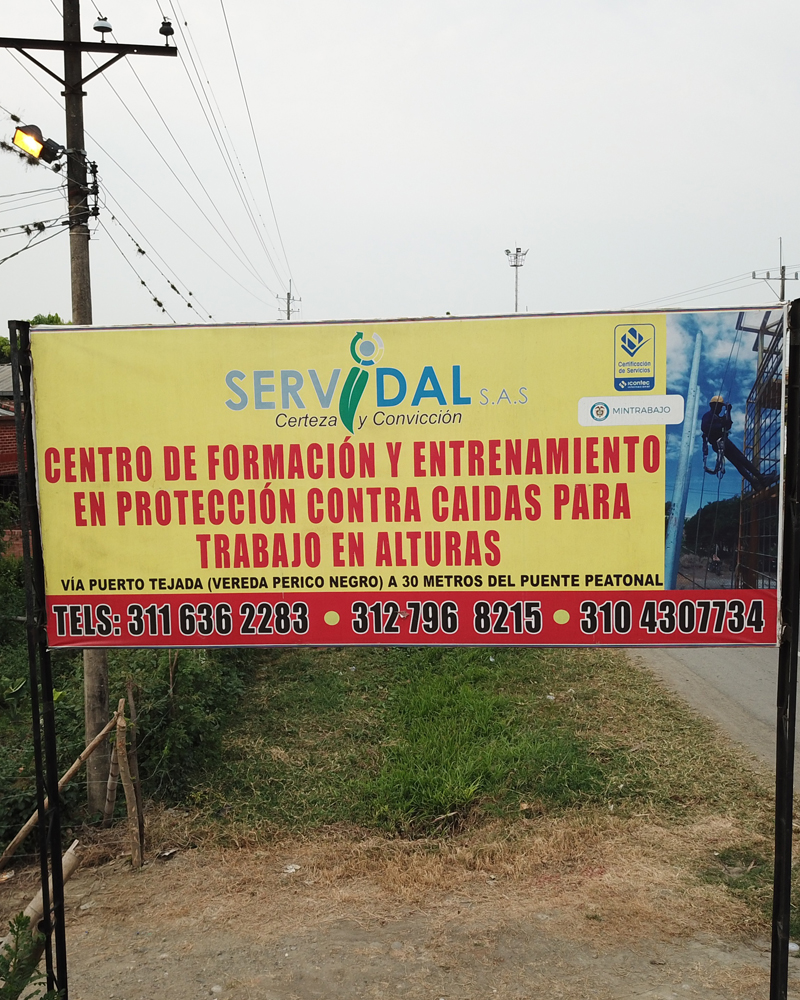 SERVIDAL S.A.S
Certeza y Convicción
Certificación
de Servicios
icontec
MINTRABAJO
CENTRO DE FORMACIÓN Y ENTRENAMIENTO
EN PROTECCIÓN CONTRA CAIDAS PARA
TRABAJO EN ALTURAS
VÍA PUERTO TEJADA (VEREDA PERICO NEGRO) A 30 METROS DEL PUENTE PEATONAL
TELS: 311 636 2283 • 312 796 8215 • 310 4307734